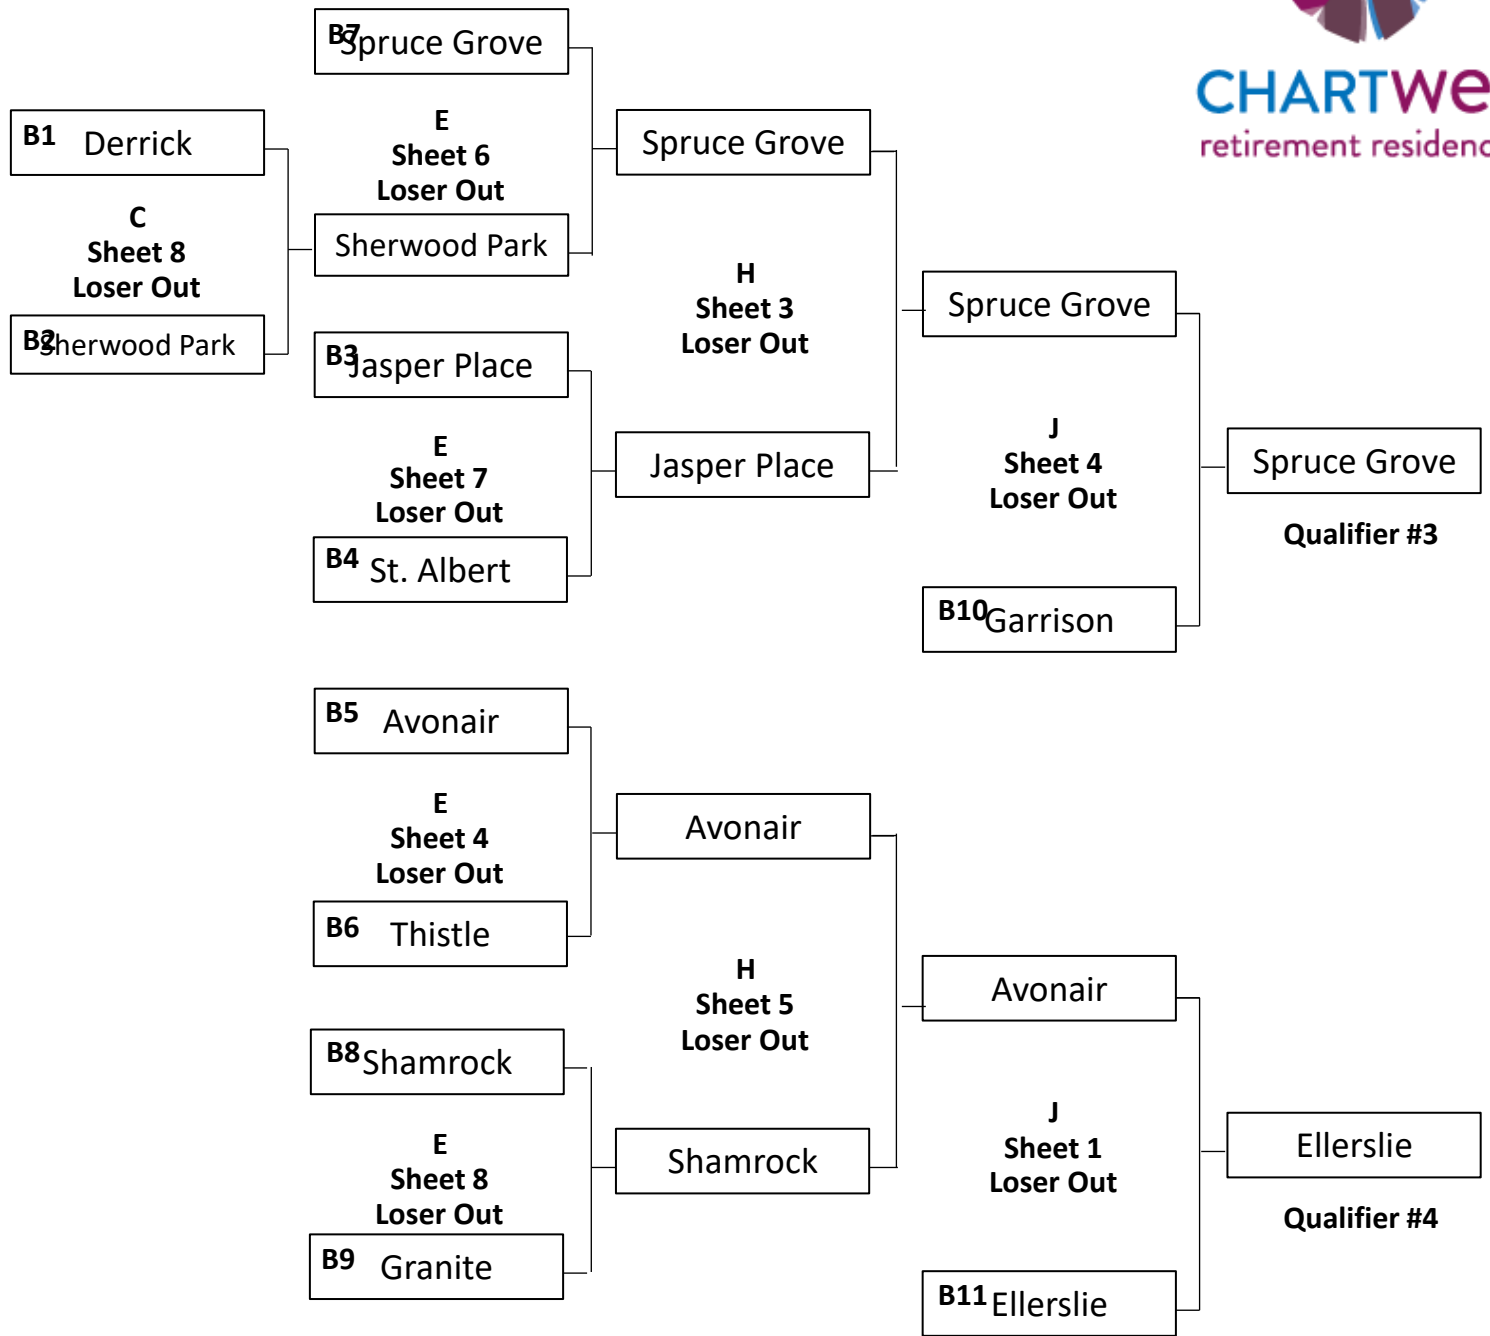 B7 Spruce Grove
CHARTWE
retirement residenc
B1 Derrick
E
Sheet 6
Loser Out
Spruce Grove
C
Sheet 8
Loser Out
Sherwood Park
B2 Sherwood Park
H
Sheet 3
Loser Out
Spruce Grove
B3 Jasper Place
E
Sheet 7
Loser Out
Jasper Place
J
Sheet 4
Loser Out
Spruce Grove
Qualifier #3
B4 St. Albert
B10 Garrison
B5 Avonair
E
Sheet 4
Loser Out
Avonair
B6 Thistle
H
Sheet 5
Loser Out
Avonair
B8 Shamrock
E
Sheet 8
Loser Out
Shamrock
J
Sheet 1
Loser Out
Ellerslie
Qualifier #4
B9 Granite
B11 Ellerslie